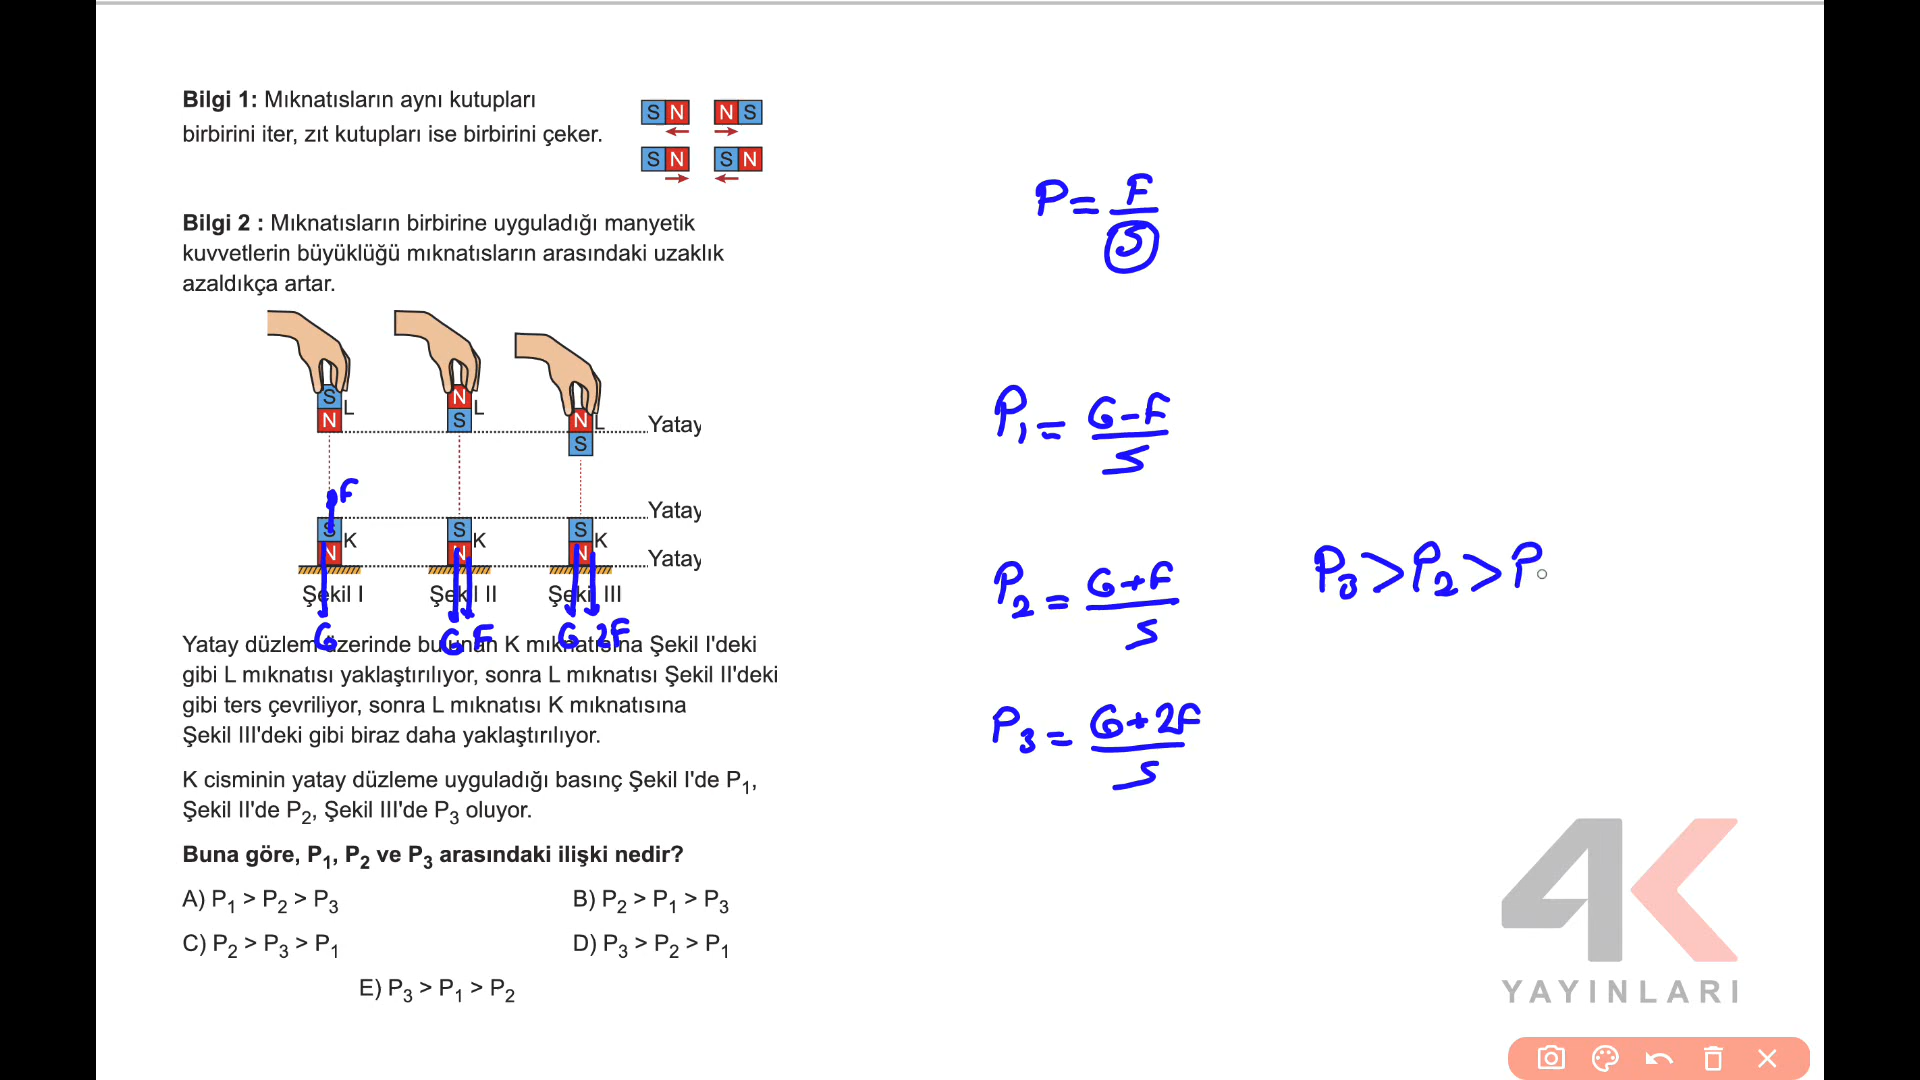 Bilgi 1: Mıknatısların aynı kutupları
birbirini iter, zıt kutupları ise birbirini çeker.
S N N S
S N S N
Bilgi 2 : Mıknatısların birbirine uyguladığı manyetik
kuvvetlerin büyüklüğü mıknatısların arasındaki uzaklık
azaldıkça artar.
S N L
N S L
N S L
Yatay
F
Yatay
S N K
S N K
S N K
Yatay
Şekil I Şekil II Şekil III
G G F G 2F
Yatay düzlem üzerinde bulunan K mıknatısına Şekil I'deki
gibi L mıknatısı yaklaştırılıyor, sonra L mıknatısı Şekil II'deki
gibi ters çevriliyor, sonra L mıknatısı K mıknatısına
Şekil III'deki gibi biraz daha yaklaştırılıyor.
K cisminin yatay düzleme uyguladığı basınç Şekil I'de P1,
Şekil II'de P2, Şekil III'de P3 oluyor.
Buna göre, P1, P2 ve P3 arasındaki ilişki nedir?
A) P1 > P2 > P3
B) P2 > P1 > P3
C) P2 > P3 > P1
D) P3 > P2 > P1
E) P3 > P1 > P2
P = F/S
P1 = G-F/S
P2 = G+F/S
P3 = G+2F/S
P3 > P2 > P
4K
YAYINLARI